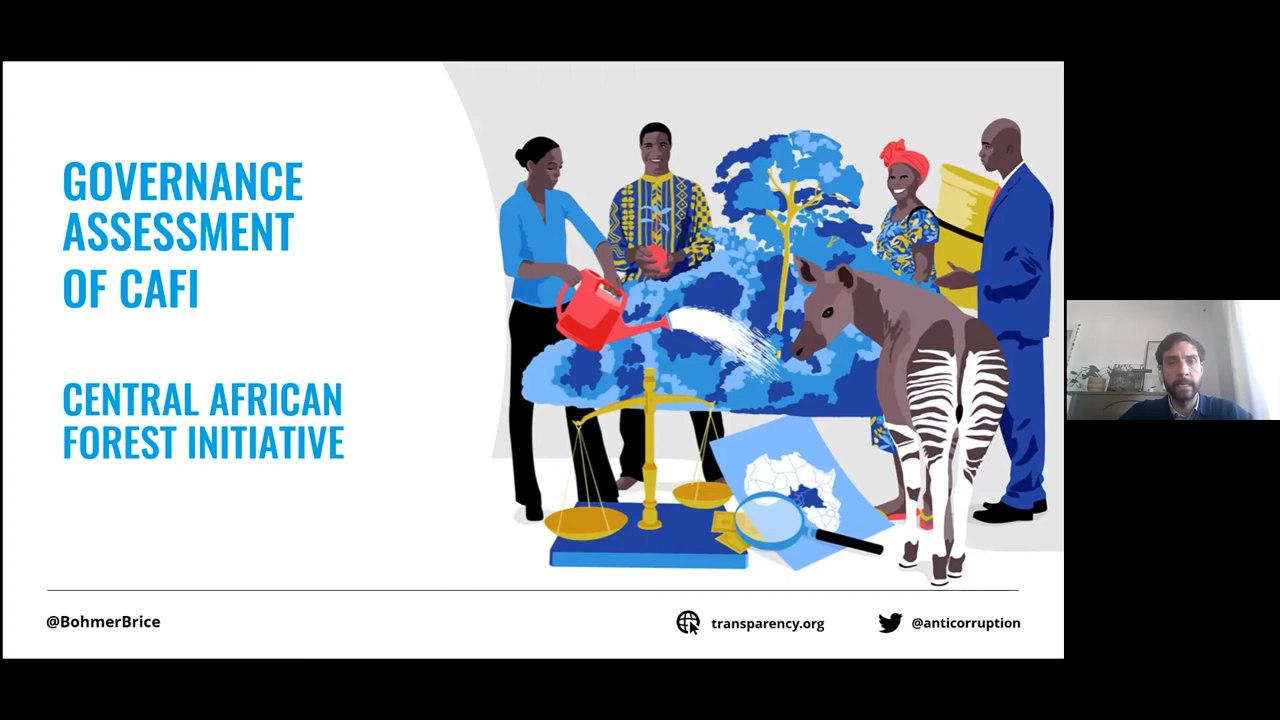 GOVERNANCE
ASSESSMENT
OF CAFI
CENTRAL AFRICAN
FOREST INITIATIVE
@BohmerBrice
transparency.org
@anticorruption